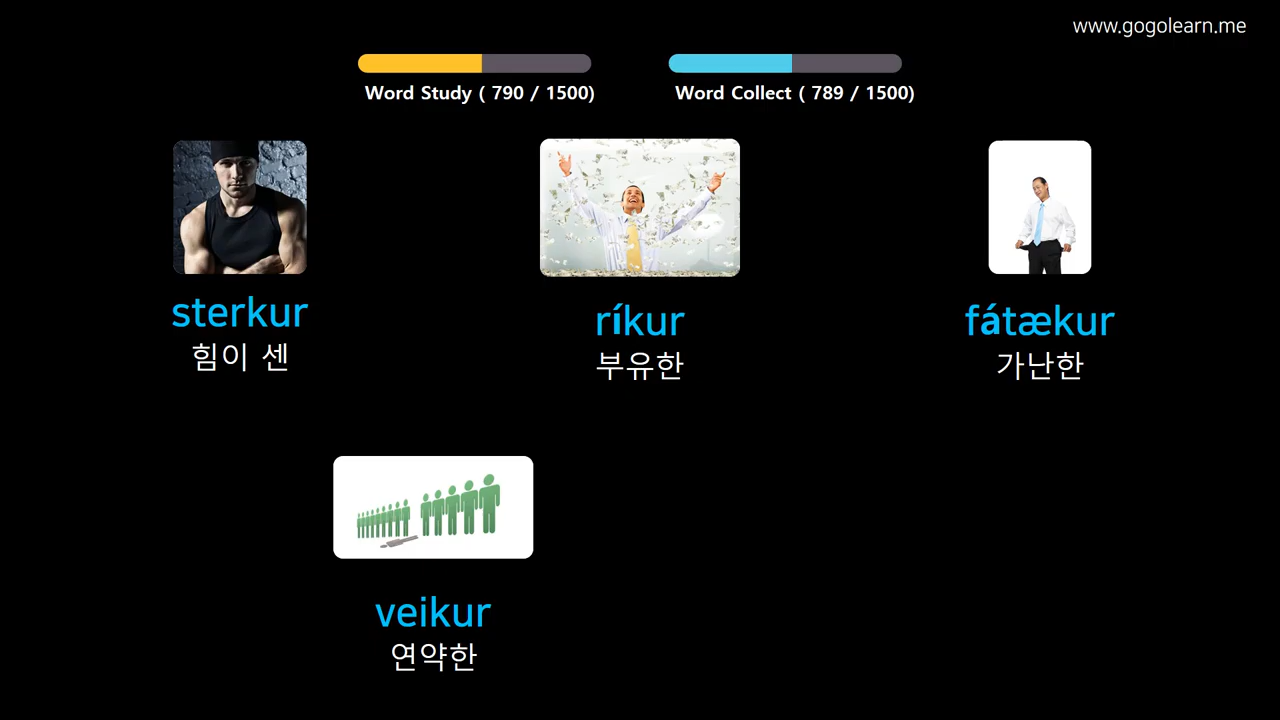 www.gogolearn.me
Word Study ( 790 / 1500)
Word Collect ( 789 / 1500)
sterkur
힘이 센
ríkur
부유한
fátækur
가난한
veikur
연약한